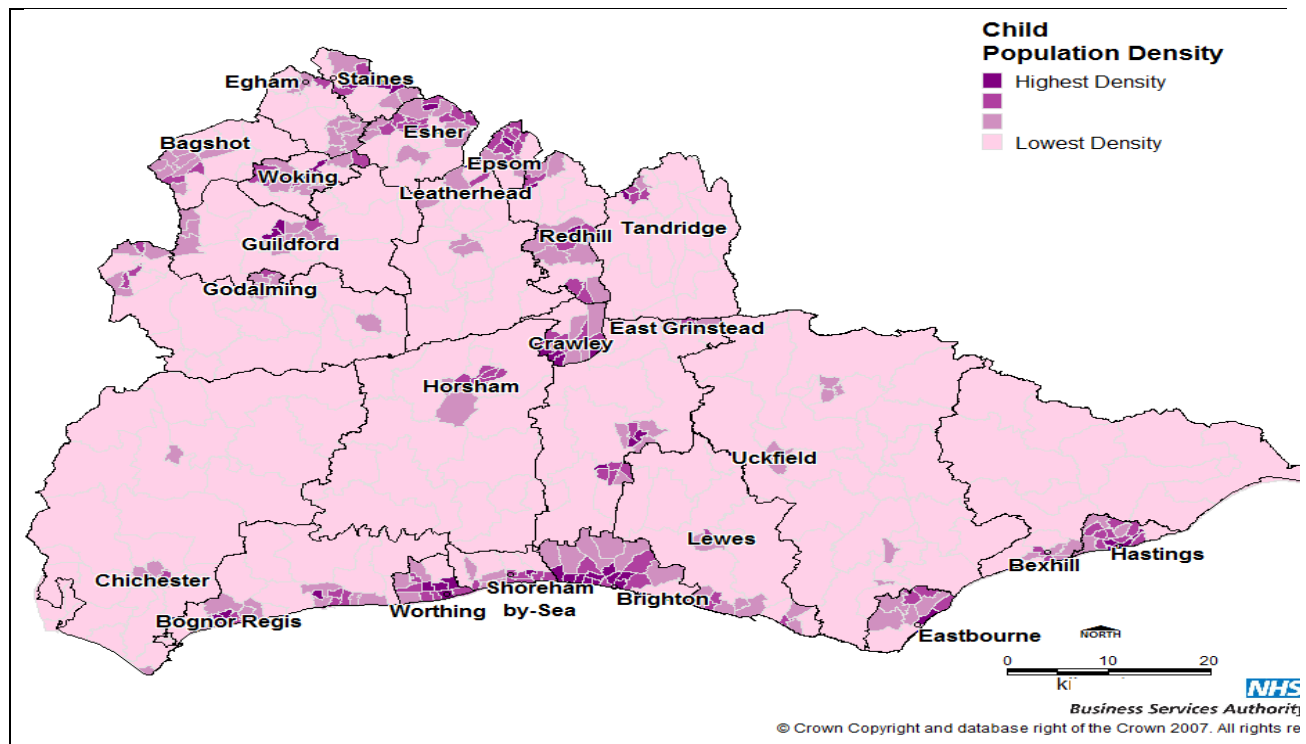 Child
Population Density
Highest Density
Lowest Density
Egham
Staines
Bagshot
Esher
Woking
Epsom
Leatherhead
Guildford
Redhill
Tandridge
Godalming
East Grinstead
Crawley
Horsham
Uckfield
Lewes
Chichester
Bexhill
Hastings
Worthing
Shoreham
by-Sea
Brighton
Bognor Regis
Eastbourne
NORTH
0 10 20
NHS
Business Services Authority
© Crown Copyright and database right of the Crown 2007. All rights re